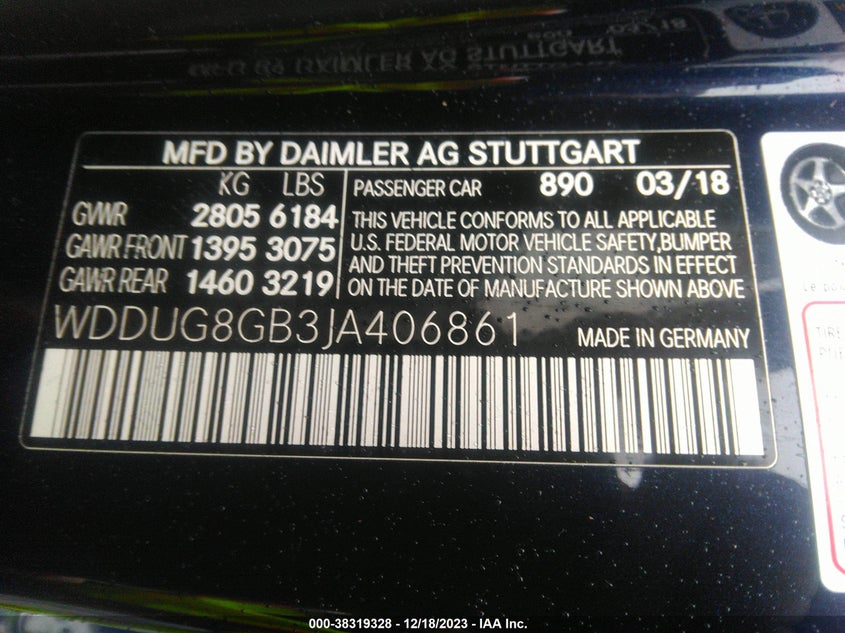 MFD BY DAIMLER AG STUTTGART
KG LBS
GVWR 2805 6184
GAWR FRONT 1395 3075
GAWR REAR 1460 3219
PASSENGER CAR 890 03/18
THIS VEHICLE CONFORMS TO ALL APPLICABLE
U.S. FEDERAL MOTOR VEHICLE SAFETY,BUMPER
AND THEFT PREVENTION STANDARDS IN EFFECT
ON THE DATE OF MANUFACTURE SHOWN ABOVE
WDDUG8GB3JA406861
MADE IN GERMANY
000-38319328 - 12/18/2023 - IAA Inc.